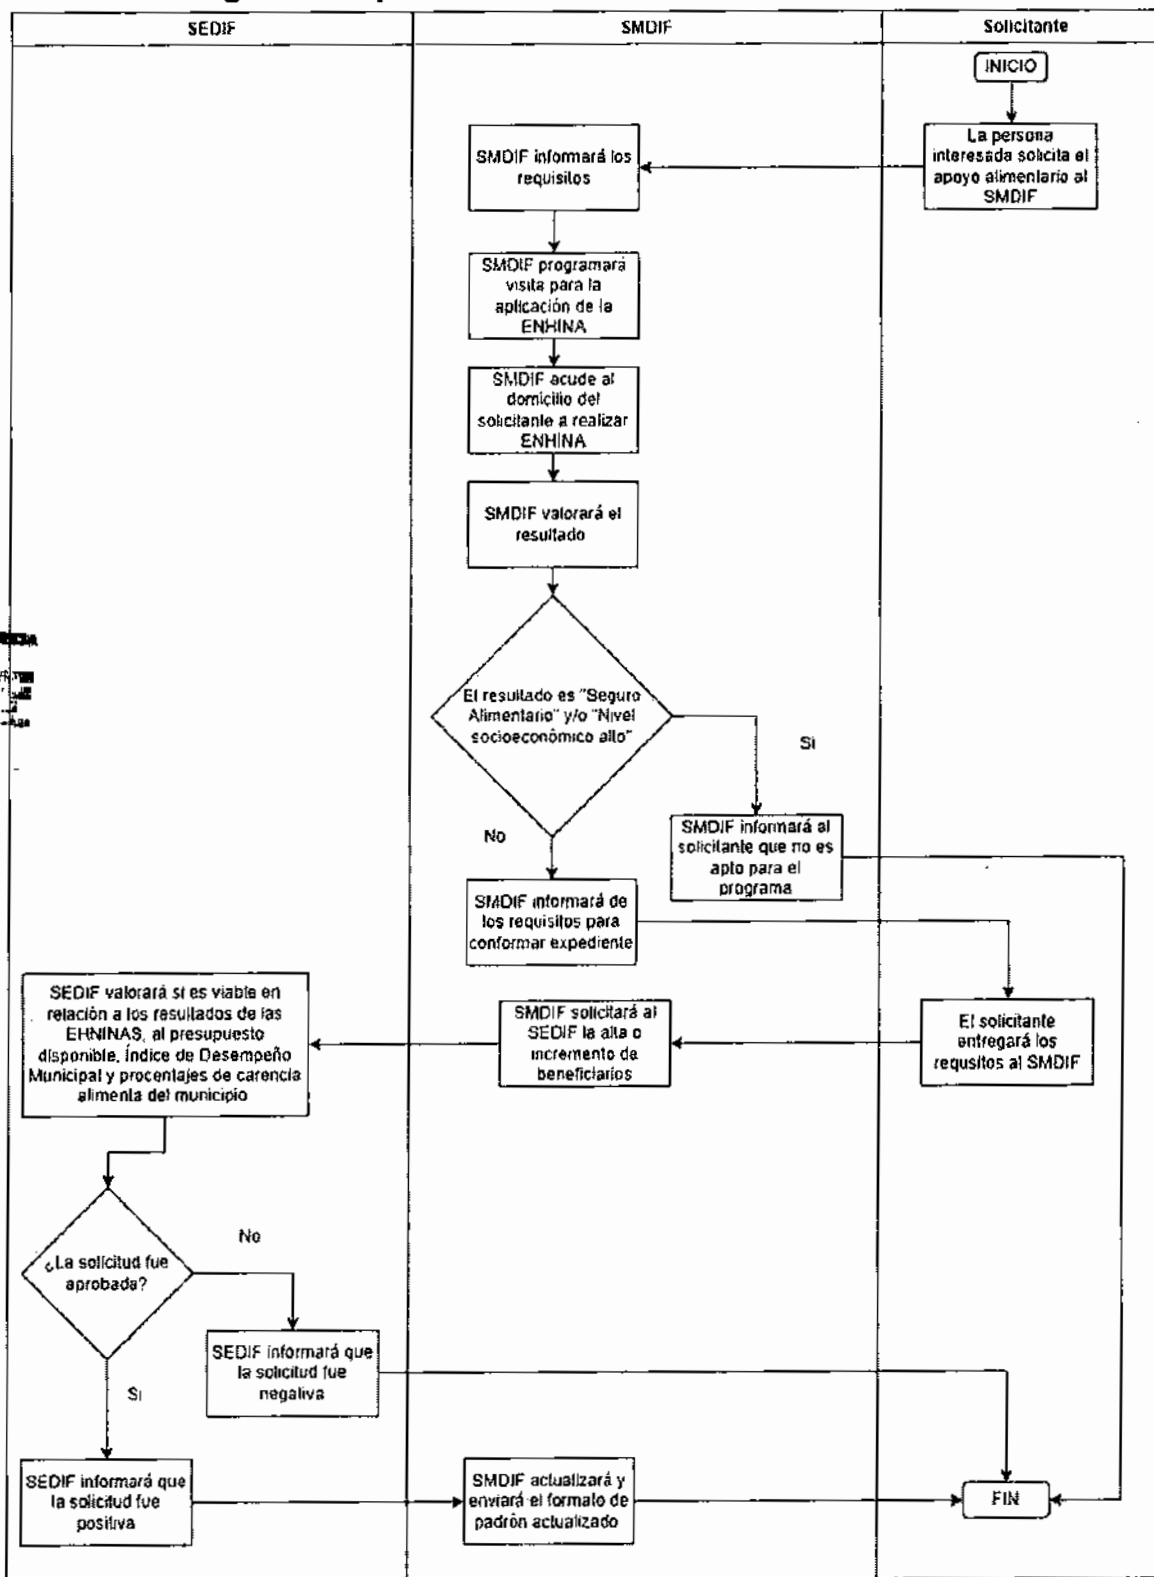 SEDIF
SMDIF
Solicitante
INICIO
La persona
interesada solicita el
apoyo alimentario al
SMDIF
SMDIF informará los
requisitos
SMDIF programará
visita para la
aplicación de la
ENHINA
SMDIF acude al
domicilio del
solicitante a realizar
ENHINA
SMDIF valorará el
resultado
El resultado es "Seguro
Alimentario" y/o "Nivel
socioeconómico alto"
Si
No
SMDIF informará al
solicitante que no es
apto para el
programa
SMDIF informará de
los requisitos para
conformar expediente
El solicitante
entregará los
requsitos al SMDIF
SMDIF solicitará al
SEDIF la alta o
incremento de
beneficiarios
SEDIF valorará si es viable en
relación a los resultados de las
EHNINAS, al presupuesto
disponible, Índice de Desempeño
Municipal y procentajes de carencia
alimenta del municipio
¿La solicitud fue
aprobada?
No
SEDIF informará que
la solicitud fue
negativa
Si
SEDIF informará que
la solicitud fue
positiva
SMDIF actualizará y
enviará el formato de
padrón actualizado
FIN